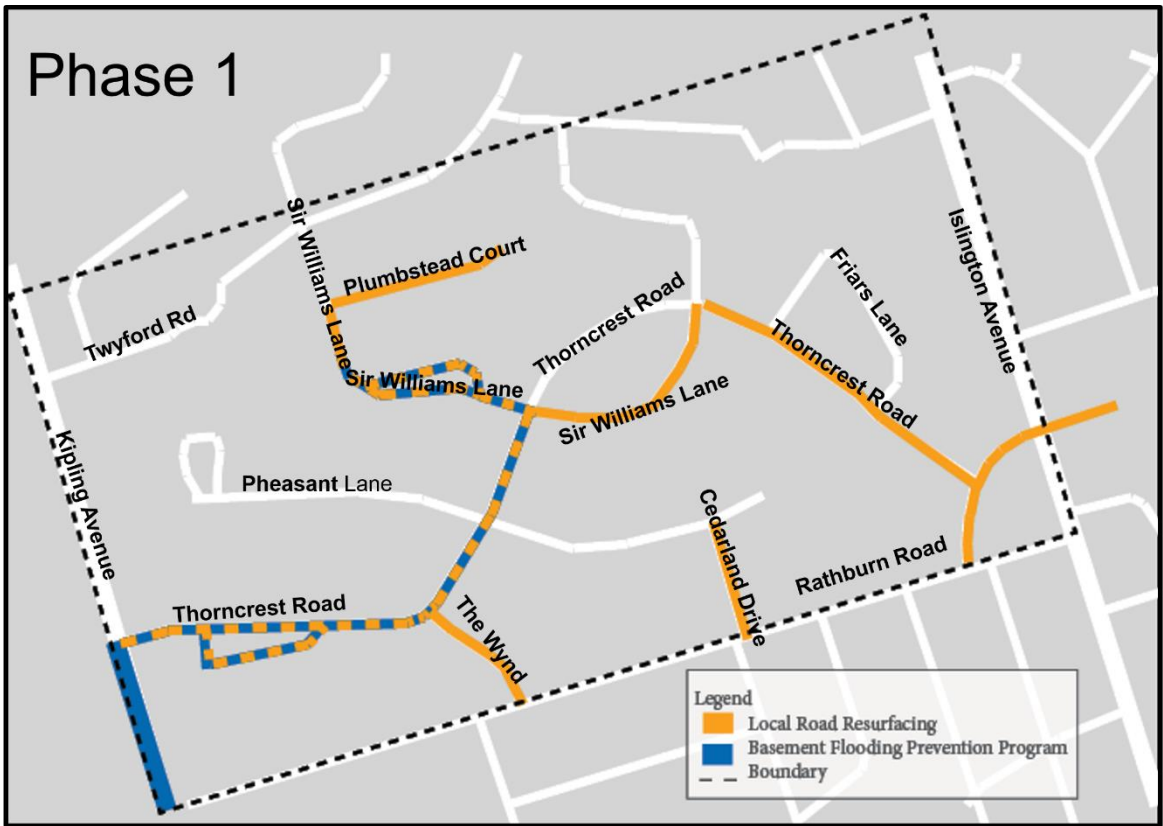 Phase 1
Sir Williams Lane
Plumbstead Court
Twyford Rd
Sir Williams Lane
Thorncrest Road
Sir Williams Lane
Friars Lane
Thorncrest Road
Islington Avenue
Kipling Avenue
Pheasant Lane
Cedarland Drive
Rathburn Road
Thorncrest Road
The Wynd
Legend
Local Road Resurfacing
Basement Flooding Prevention Program
Boundary